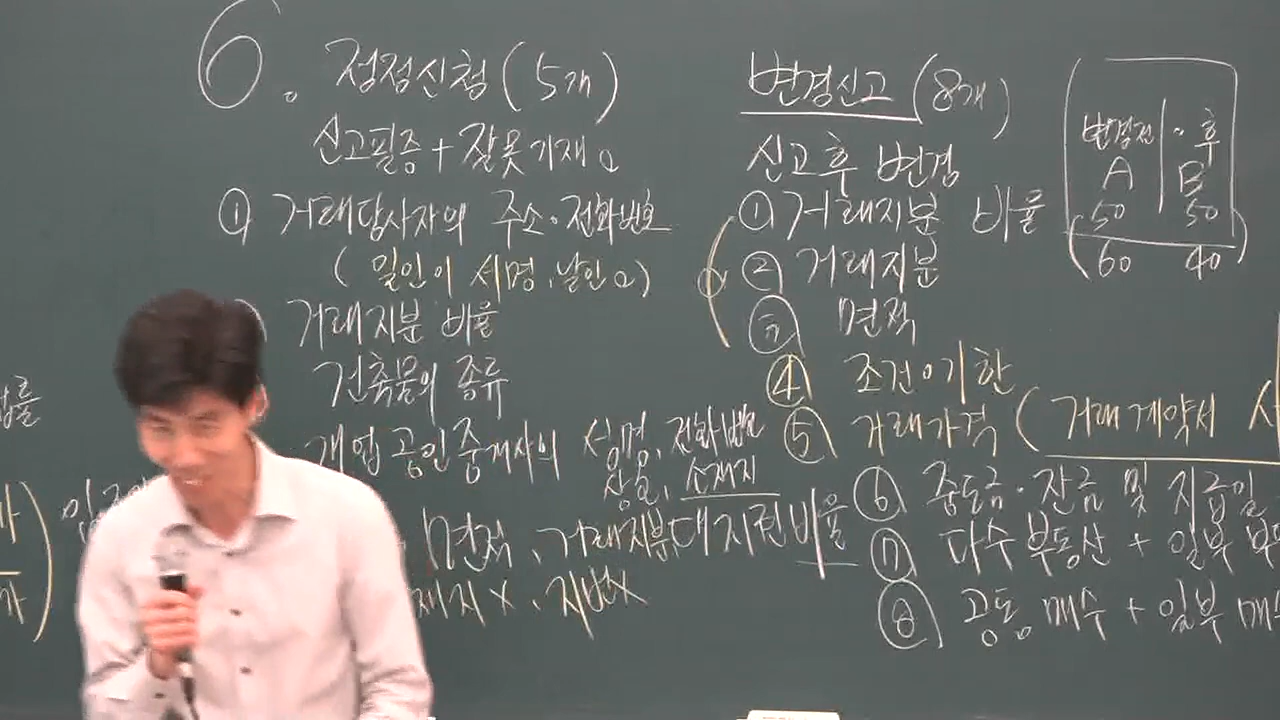 6. 정정신청(5개)
신고필증 + 잘못 기재
① 거래당사자의 주소·전화번호
(일인이 서명, 날인
거래지분 비율
건축물의 종류
개업공인중개사의 성명, 전화번호
상호, 소재지
면적, 거래지분, 대지권비율
재지X, 지번X
변경신고(8개)
신고후 변경
① 거래지분 비율
② 거래지분
③ 면적
④ 조건·기한
⑤ 거래가격 (거래계약서
⑥ 중도금·잔금 및 지급일
⑦ 다수 부동산 + 일부
⑧ 공동 매수 + 일부
변경전 · 후
A B
50 50
(60 40)